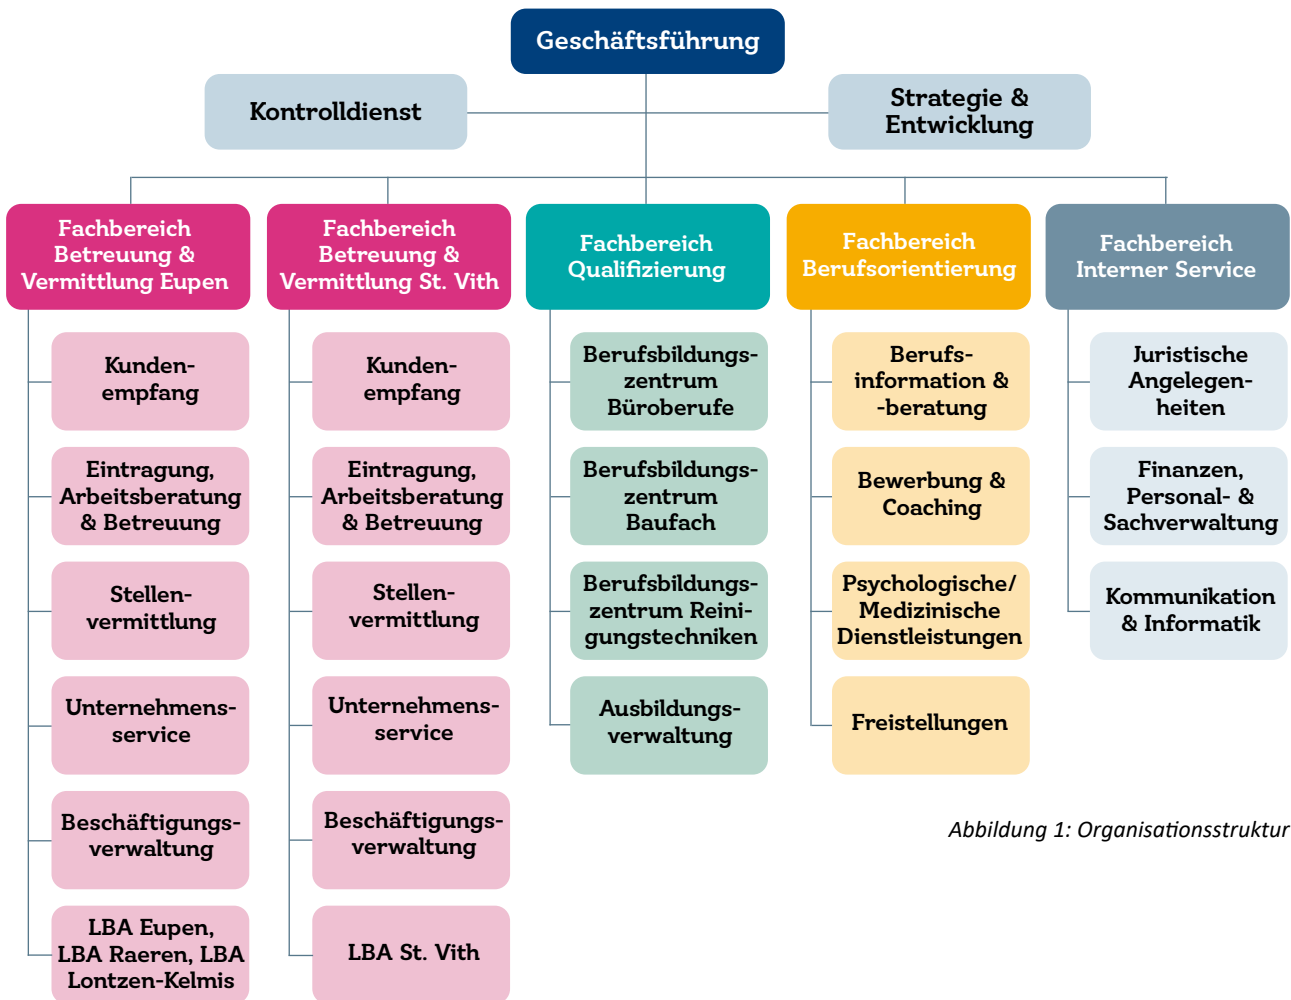 Geschäftsführung
Kontrolldienst
Strategie &
Entwicklung
Fachbereich
Betreuung &
Vermittlung Eupen
Fachbereich
Betreuung &
Vermittlung St. Vith
Fachbereich
Qualifizierung
Fachbereich
Berufsorientierung
Fachbereich
Interner Service
Kunden-
empfang
Eintragung,
Arbeitsberatung
& Betreuung
Stellen-
vermittlung
Unternehmens-
service
Beschäftigungs-
verwaltung
LBA Eupen,
LBA Raeren, LBA
Lontzen-Kelmis
Kunden-
empfang
Eintragung,
Arbeitsberatung
& Betreuung
Stellen-
vermittlung
Unternehmens-
service
Beschäftigungs-
verwaltung
LBA St. Vith
Berufsbildungs-
zentrum
Büroberufe
Berufsbildungs-
zentrum
Baufach
Berufsbildungs-
zentrum Reini-
gungstechniken
Ausbildungs-
verwaltung
Berufs-
information &
-beratung
Bewerbung &
Coaching
Psychologische/
Medizinische
Dienstleistungen
Freistellungen
Juristische
Angelegen-
heiten
Finanzen,
Personal- &
Sachverwaltung
Kommunikation
& Informatik
Abbildung 1: Organisationsstruktur